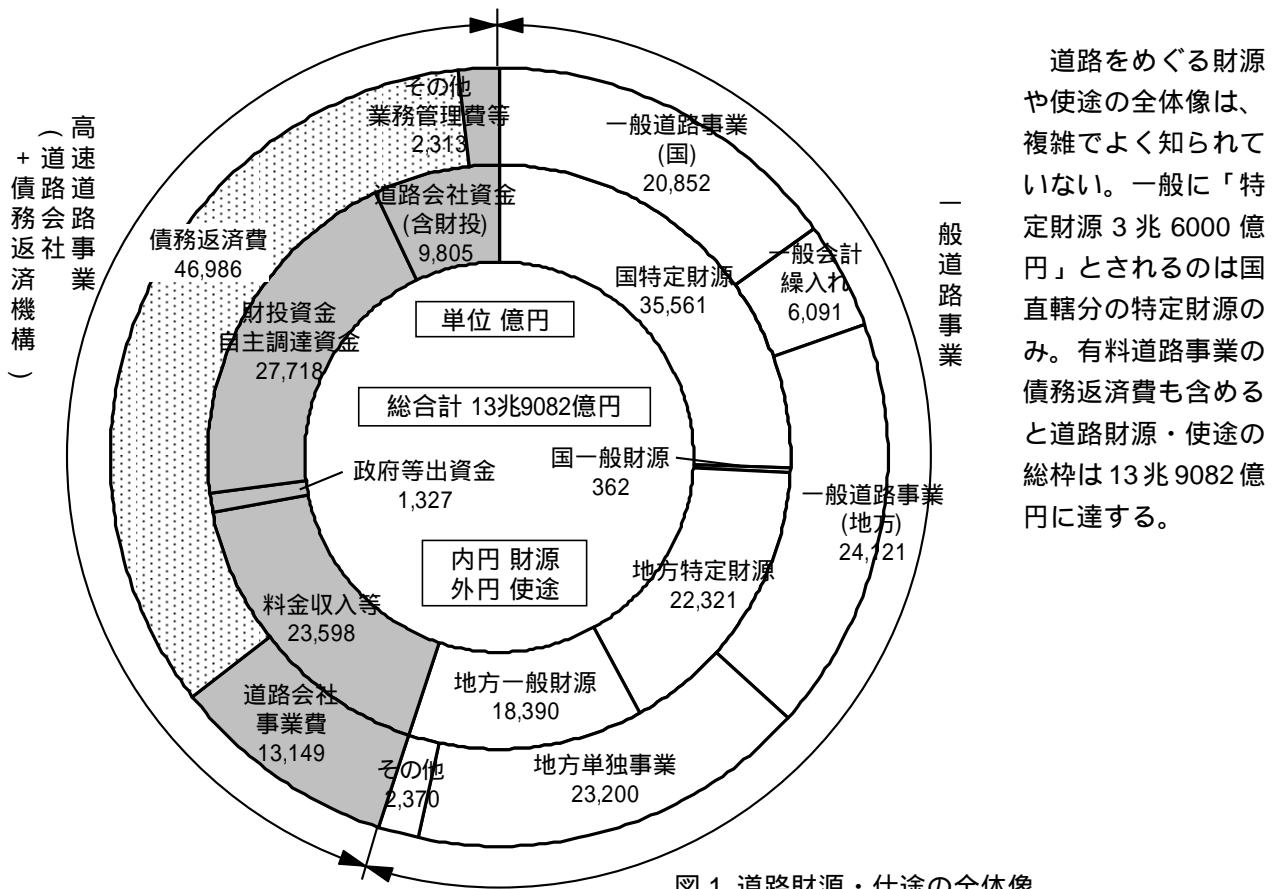 高速道路事業
（道路会社
+債務返済機構）
その他
業務管理費等
2,313
道路会社資金
(含財投)
9,805
債務返済費
46,986
財投資金
自主調達資金
27,718
政府等出資金
1,327
料金収入等
23,598
道路会社
事業費
13,149
その他
2,370
単位 億円
総合計 13兆9082億円
内円 財源
外円 使途
一般道路事業
(国)
20,852
国特定財源
35,561
一般会計
繰入れ
6,091
国一般財源
362
一般道路事業
(地方)
24,121
地方特定財源
22,321
地方一般財源
18,390
地方単独事業
23,200
一般道路事業
道路をめぐる財源
や使途の全体像は、
複雑でよく知られて
いない。一般に「特
定財源 3 兆 6000 億
円」とされるのは国
直轄分の特定財源の
み。有料道路事業の
債務返済費も含める
と道路財源・使途の
総枠は 13 兆 9082 億
円に達する。
図 1 道路財源・仕途の全体像